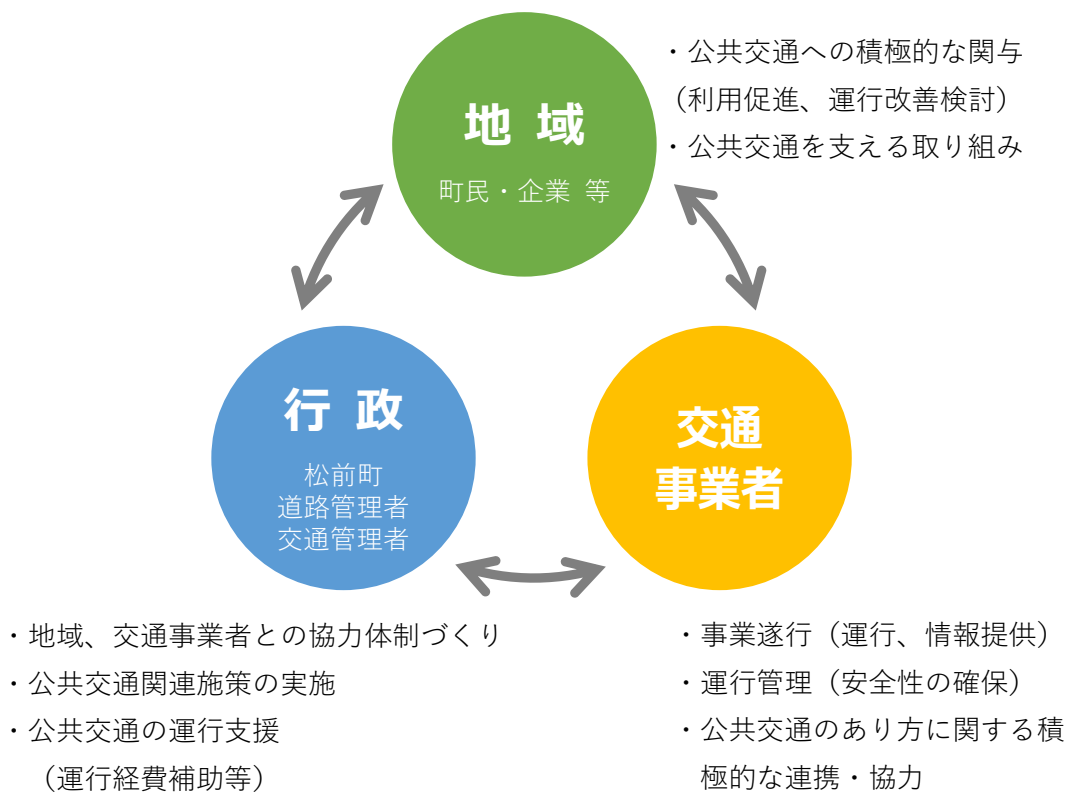 地 域
町民・企業 等
・公共交通への積極的な関与
（利用促進、運行改善検討）
・公共交通を支える取り組み
行 政
松前町
道路管理者
交通管理者
交通
事業者
・地域、交通事業者との協力体制づくり
・公共交通関連施策の実施
・公共交通の運行支援
（運行経費補助等）
・事業遂行（運行、情報提供）
・運行管理（安全性の確保）
・公共交通のあり方に関する積
極的な連携・協力